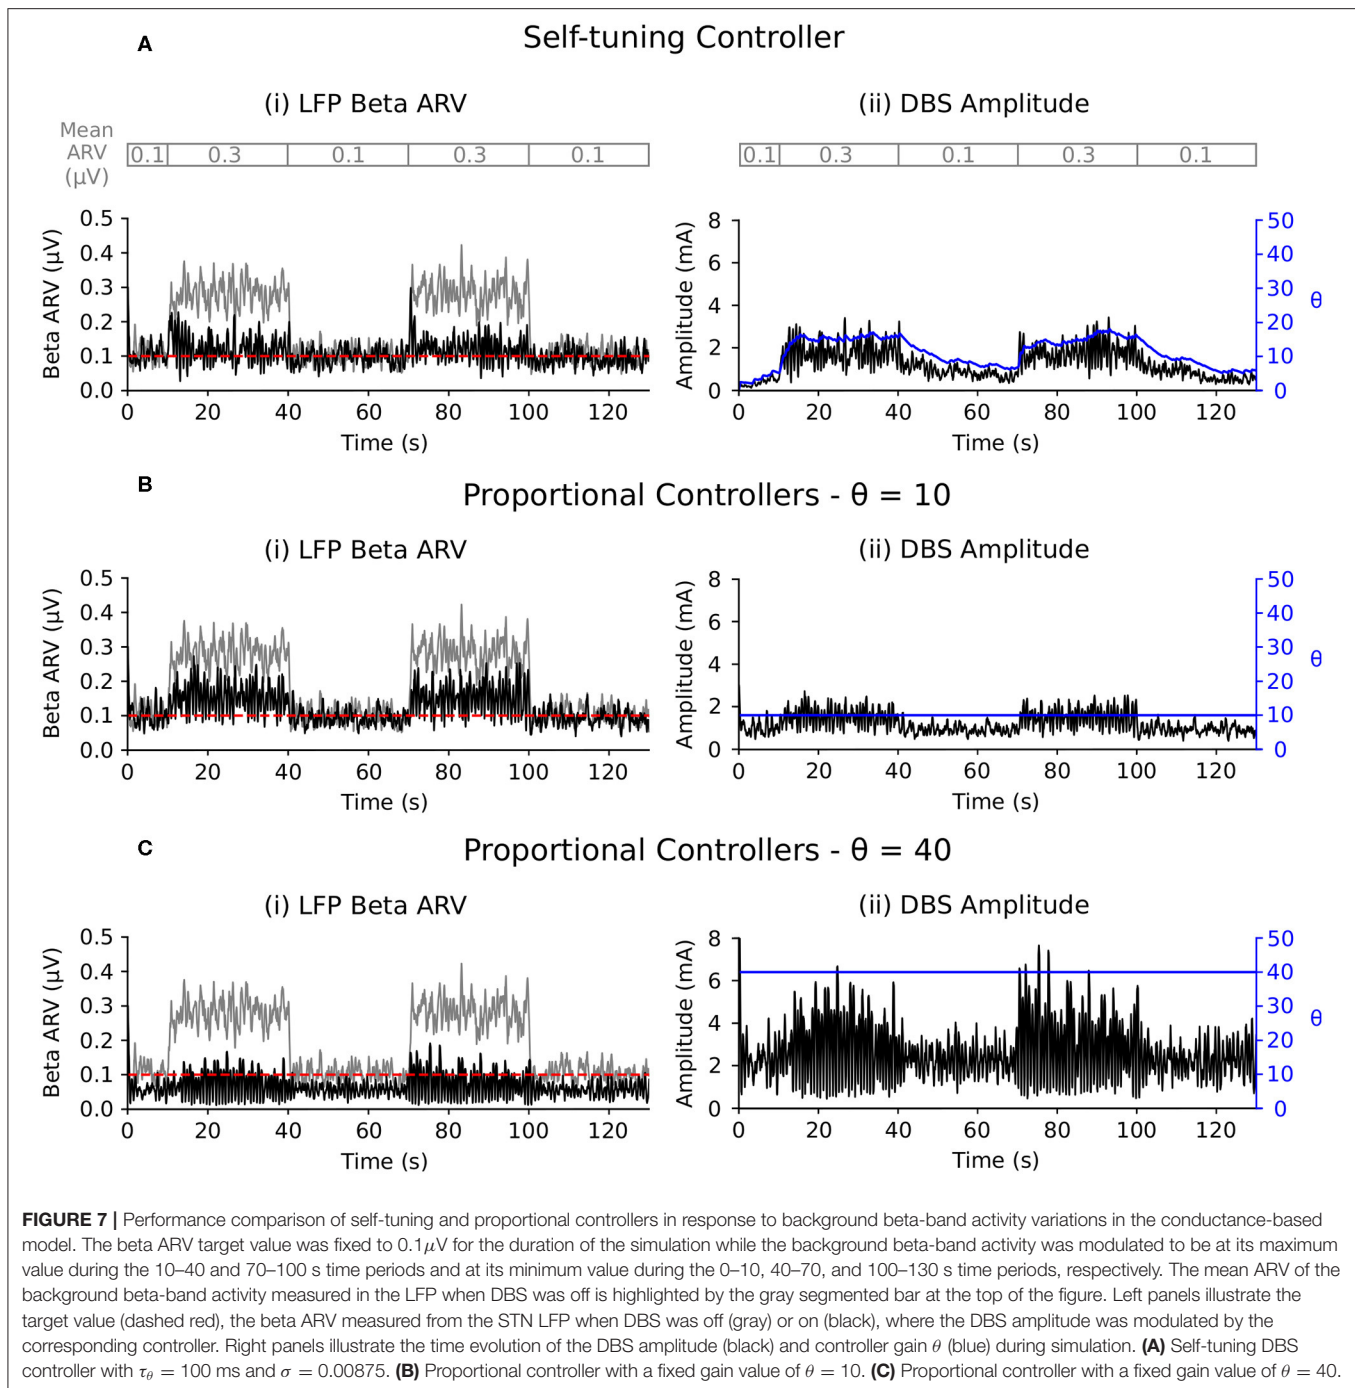 A
Self-tuning Controller
(i) LFP Beta ARV
(ii) DBS Amplitude
Mean
ARV
(µV)
0.1 0.3 0.1 0.3 0.1
0.1 0.3 0.1 0.3 0.1
Beta ARV (µV)
0.5
0.4
0.3
0.2
0.1
0.0
0 20 40 60 80 100 120
Time (s)
Amplitude (mA)
8
6
4
2
0
50
40
30
20
10
0
θ
0 20 40 60 80 100 120
Time (s)
B
Proportional Controllers - θ = 10
(i) LFP Beta ARV
(ii) DBS Amplitude
Beta ARV (µV)
0.5
0.4
0.3
0.2
0.1
0.0
0 20 40 60 80 100 120
Time (s)
Amplitude (mA)
8
6
4
2
0
50
40
30
20
10
0
θ
0 20 40 60 80 100 120
Time (s)
C
Proportional Controllers - θ = 40
(i) LFP Beta ARV
(ii) DBS Amplitude
Beta ARV (µV)
0.5
0.4
0.3
0.2
0.1
0.0
0 20 40 60 80 100 120
Time (s)
Amplitude (mA)
8
6
4
2
0
50
40
30
20
10
0
θ
0 20 40 60 80 100 120
Time (s)
FIGURE 7 | Performance comparison of self-tuning and proportional controllers in response to background beta-band activity variations in the conductance-based
model. The beta ARV target value was fixed to 0.1µV for the duration of the simulation while the background beta-band activity was modulated to be at its maximum
value during the 10–40 and 70–100 s time periods and at its minimum value during the 0–10, 40–70, and 100–130 s time periods, respectively. The mean ARV of the
background beta-band activity measured in the LFP when DBS was off is highlighted by the gray segmented bar at the top of the figure. Left panels illustrate the
target value (dashed red), the beta ARV measured from the STN LFP when DBS was off (gray) or on (black), where the DBS amplitude was modulated by the
corresponding controller. Right panels illustrate the time evolution of the DBS amplitude (black) and controller gain θ (blue) during simulation. (A) Self-tuning DBS
controller with τθ = 100 ms and σ = 0.00875. (B) Proportional controller with a fixed gain value of θ = 10. (C) Proportional controller with a fixed gain value of θ = 40.